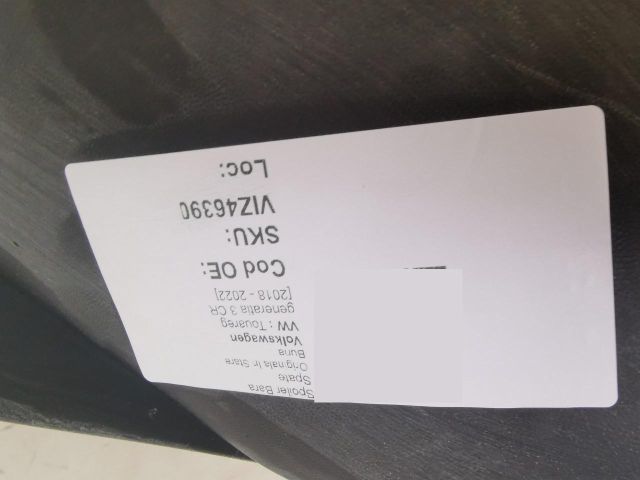 Spoiler Bara
Spate
Originala In Stare
Buna
Volkswagen
VW : Touareg
generatia 3 CR
[2018 - 2022]
Cod OE:
SKU:
VIZ46390
Loc: